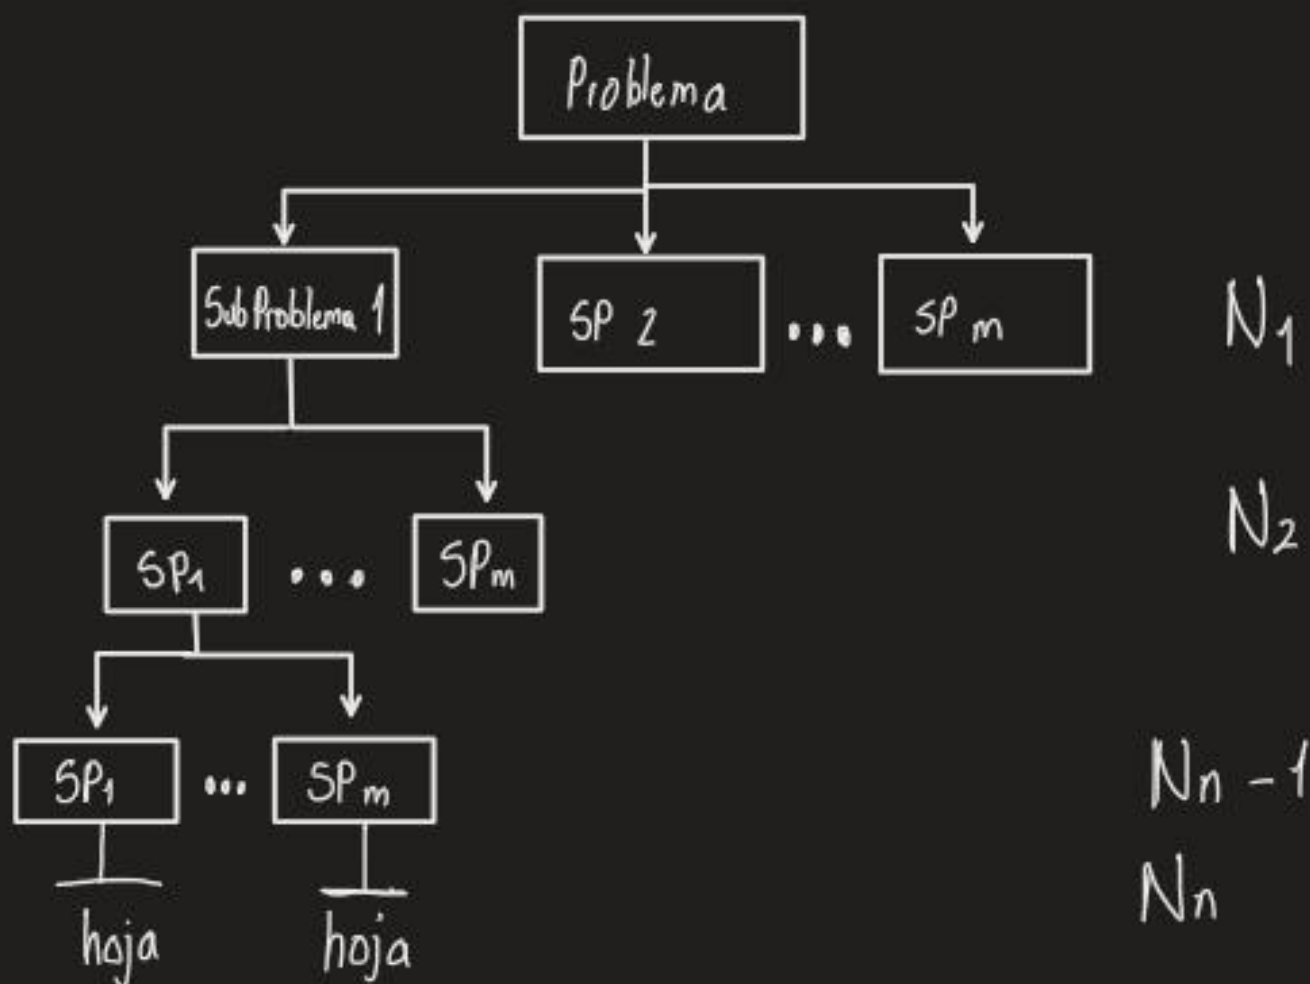 Problema
SubProblema 1 SP 2 ... SP m N1
N2
SP1 ... SPm
SP1 ... SPm Nn - 1
Nn
hoja hoja